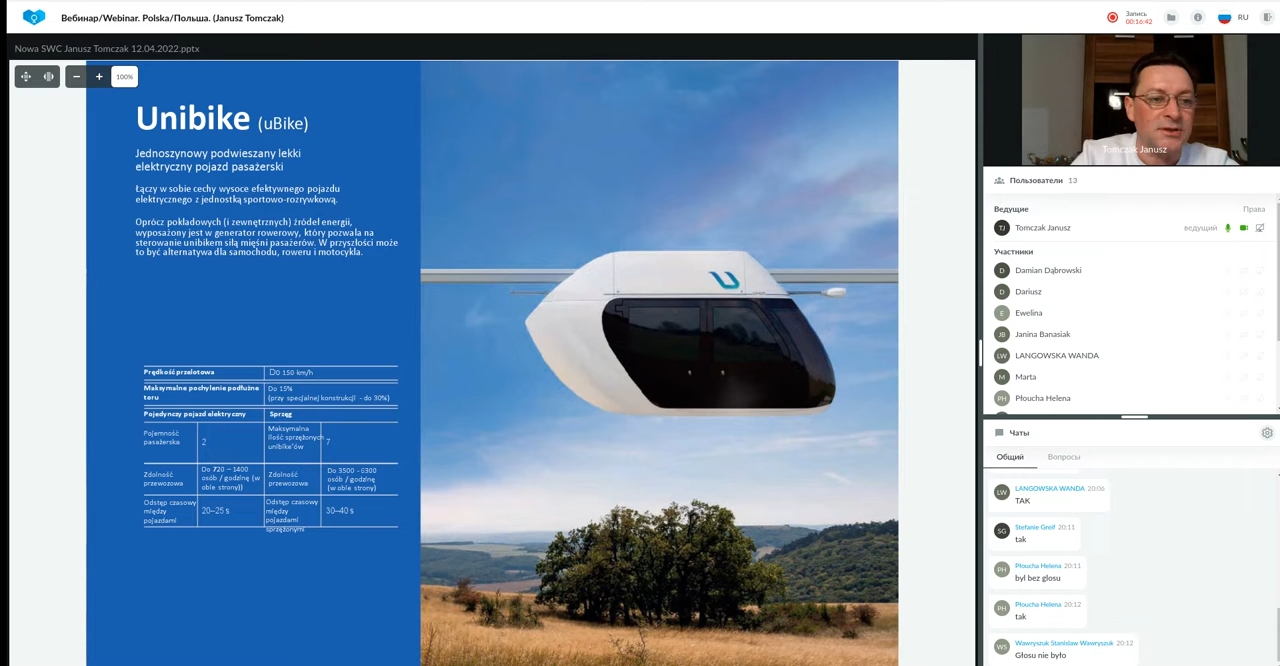 Вебинар/Webinar. Polska/Польша. (Janusz Tomczak)
Запись
00:16:42
RU
Nowa SWC Janusz Tomczak 12.04.2022.pptx
100%
Unibike (uBike)
Jednoszynowy podwieszany lekki
elektryczny pojazd pasażerski
Łączy w sobie cechy wysoce efektywnego pojazdu
elektrycznego z jednostką sportowo-rozrywkową.
Oprócz pokładowych (i zewnętrznych) źródeł energii,
wyposażony jest w generator rowerowy, który pozwala na
sterowanie unibikem siłą mięśni pasażerów. W przyszłości może
to być alternatywa dla samochodu, roweru i motocykla.
Prędkość przelotowa
Do 150 km/h
Maksymalne pochylenie podłużne
toru
Do 15%
(przy specjalnej konstrukcji - do 30%)
Pojedynczy pojazd elektryczny
Sprzęg
Pojemność
pasażerska
2
Maksymalna
ilość sprzężonych
unibike'ów
7
Zdolność
przewozowa
Do 720 – 1400
osób / godzinę (w
obie strony))
Zdolność
przewozowa
Do 3500 - 6300
osób / godzinę
(w obie strony)
Odstęp czasowy
między
pojazdami
20–25 s
Odstęp czasowy
między
pojazdami
sprzężonymi
30–40 s
Tomczak Janusz
Пользователи 13
Ведущие
Права
TJ Tomczak Janusz ведущий
Участники
D Damian Dąbrowski
D Dariusz
E Ewelina
JB Janina Banasiak
LW LANGOWSKA WANDA
M Marta
PH Płoucha Helena
Чаты
Общий
Вопросы
LW LANGOWSKA WANDA 20:06
TAK
SG Stefanie Greif 20:11
tak
PH Płoucha Helena 20:11
byl bez glosu
PH Płoucha Helena 20:12
tak
WS Wawryszuk Stanislaw Wawryszuk 20:12
Głosu nie było